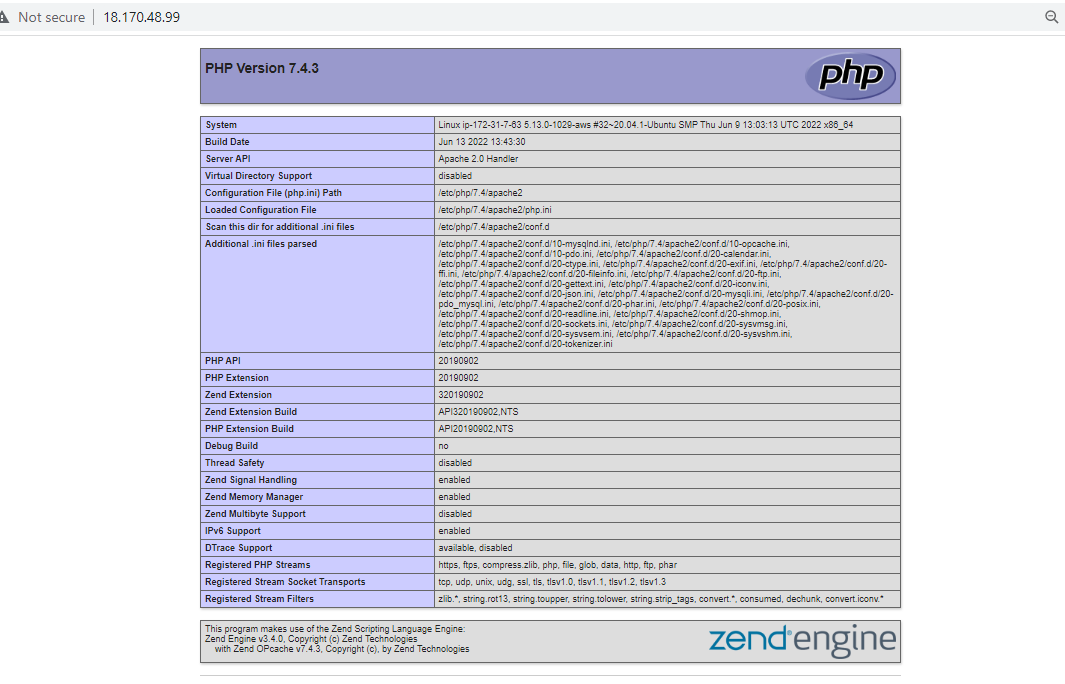 Not secure | 18.170.48.99
PHP Version 7.4.3
php
System Linux ip-172-31-7-63 5.13.0-1029-aws #32~20.04.1-Ubuntu SMP Thu Jun 9 13:03:13 UTC 2022 x86_64
Build Date Jun 13 2022 13:43:30
Server API Apache 2.0 Handler
Virtual Directory Support disabled
Configuration File (php.ini) Path /etc/php/7.4/apache2
Loaded Configuration File /etc/php/7.4/apache2/php.ini
Scan this dir for additional .ini files /etc/php/7.4/apache2/conf.d
Additional .ini files parsed /etc/php/7.4/apache2/conf.d/10-mysqlnd.ini, /etc/php/7.4/apache2/conf.d/10-opcache.ini,
/etc/php/7.4/apache2/conf.d/10-pdo.ini, /etc/php/7.4/apache2/conf.d/20-calendar.ini,
/etc/php/7.4/apache2/conf.d/20-ctype.ini, /etc/php/7.4/apache2/conf.d/20-exif.ini, /etc/php/7.4/apache2/conf.d/20-
ffi.ini, /etc/php/7.4/apache2/conf.d/20-fileinfo.ini, /etc/php/7.4/apache2/conf.d/20-ftp.ini,
/etc/php/7.4/apache2/conf.d/20-gettext.ini, /etc/php/7.4/apache2/conf.d/20-iconv.ini,
/etc/php/7.4/apache2/conf.d/20-json.ini, /etc/php/7.4/apache2/conf.d/20-mysqli.ini, /etc/php/7.4/apache2/conf.d/20-
pdo_mysql.ini, /etc/php/7.4/apache2/conf.d/20-phar.ini, /etc/php/7.4/apache2/conf.d/20-posix.ini,
/etc/php/7.4/apache2/conf.d/20-readline.ini, /etc/php/7.4/apache2/conf.d/20-shmop.ini,
/etc/php/7.4/apache2/conf.d/20-sockets.ini, /etc/php/7.4/apache2/conf.d/20-sysvmsg.ini,
/etc/php/7.4/apache2/conf.d/20-sysvsem.ini, /etc/php/7.4/apache2/conf.d/20-sysvshm.ini,
/etc/php/7.4/apache2/conf.d/20-tokenizer.ini
PHP API 20190902
PHP Extension 20190902
Zend Extension 320190902
Zend Extension Build API320190902,NTS
PHP Extension Build API20190902,NTS
Debug Build no
Thread Safety disabled
Zend Signal Handling enabled
Zend Memory Manager enabled
Zend Multibyte Support disabled
IPv6 Support enabled
DTrace Support available, disabled
Registered PHP Streams https, ftps, compress.zlib, php, file, glob, data, http, ftp, phar
Registered Stream Socket Transports tcp, udp, unix, udg, ssl, tls, tlsv1.0, tlsv1.1, tlsv1.2, tlsv1.3
Registered Stream Filters zlib.*, string.rot13, string.toupper, string.tolower, string.strip_tags, convert.*, consumed, dechunk, convert.iconv.*
This program makes use of the Zend Scripting Language Engine:
Zend Engine v3.4.0, Copyright (c) Zend Technologies
with Zend OPcache v7.4.3, Copyright (c), by Zend Technologies
zend engine